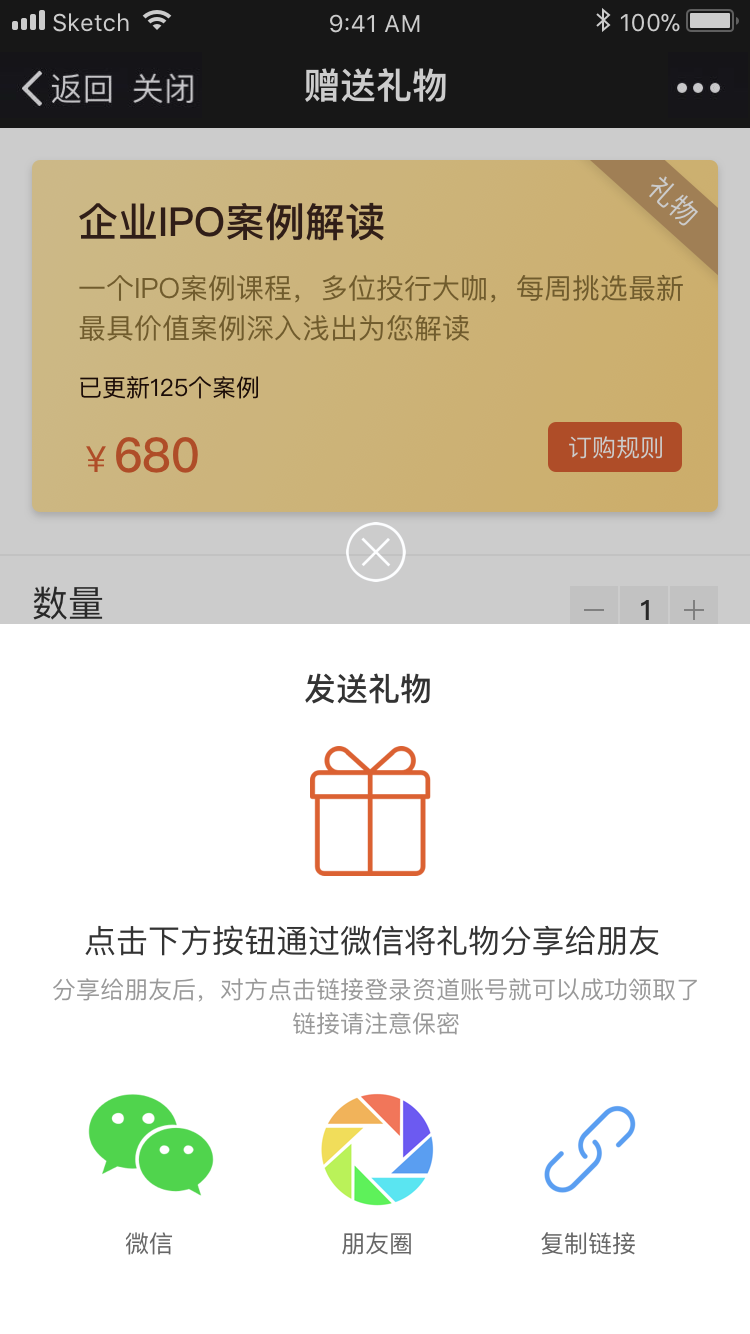 Sketch 9:41 AM 100%
返回 关闭 赠送礼物
礼物
企业IPO案例解读
一个IPO案例课程，多位投行大咖，每周挑选最新
最具价值案例深入浅出为您解读
已更新125个案例
￥680 订购规则
数量 1
发送礼物
点击下方按钮通过微信将礼物分享给朋友
分享给朋友后，对方点击链接登录资道账号就可以成功领取了
链接请注意保密
微信 朋友圈 复制链接